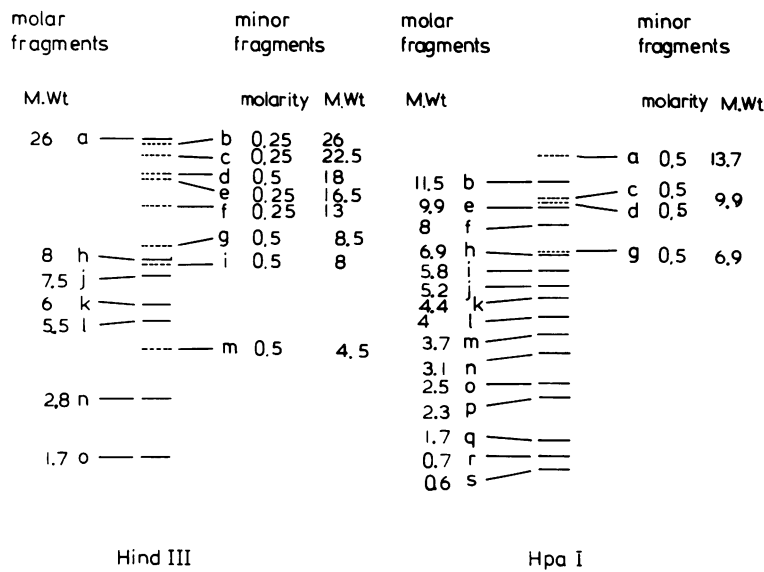 molar fragments minor fragments
M.Wt molarity M.Wt
26 a b 0.25 26
c 0.25 22.5
d 0.5 18
e 0.25 16.5
f 0.25 13
g 0.5 8.5
8 h i 0.5 8
7.5 j
6 k
5.5 l
m 0.5 4.5
2.8 n
1.7 o
Hind III
molar fragments minor fragments
M.Wt molarity M.Wt
a 0,5 13.7
11.5 b
c 0.5 9.9
9.9 e d 0,5
8 f
6.9 h g 0,5 6.9
5.8 i
5.2 j
4.4 k
4 l
3.7 m
3.1 n
2.5 o
2.3 p
1.7 q
0.7 r
0.6 s
Hpa I